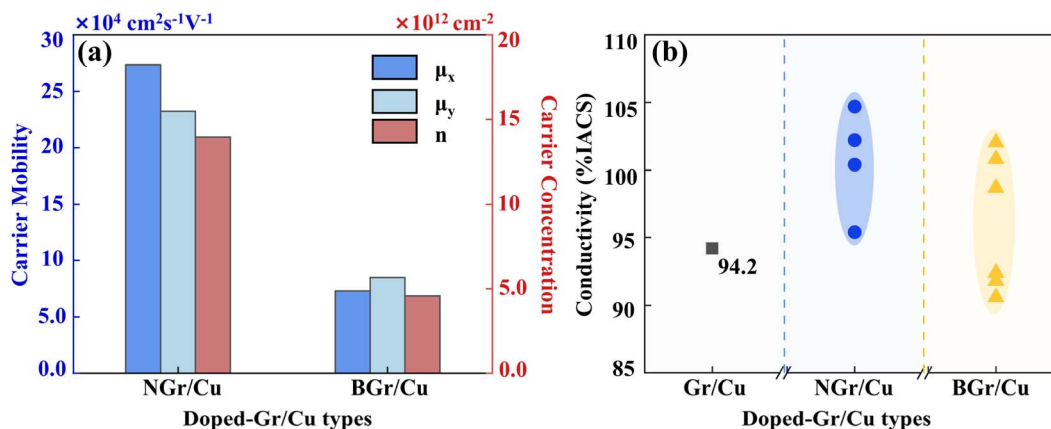 ×10⁴ cm²s⁻¹V⁻¹
×10¹² cm⁻²
(a)
μx
μy
n
30
25
20
15
10
5.0
0.0
Carrier Mobility
20
15
10
5.0
0.0
Carrier Concentration
NGr/Cu
BGr/Cu
Doped-Gr/Cu types
(b)
110
105
100
95
90
85
Conductivity (%IACS)
94.2
Gr/Cu
NGr/Cu
BGr/Cu
Doped-Gr/Cu types